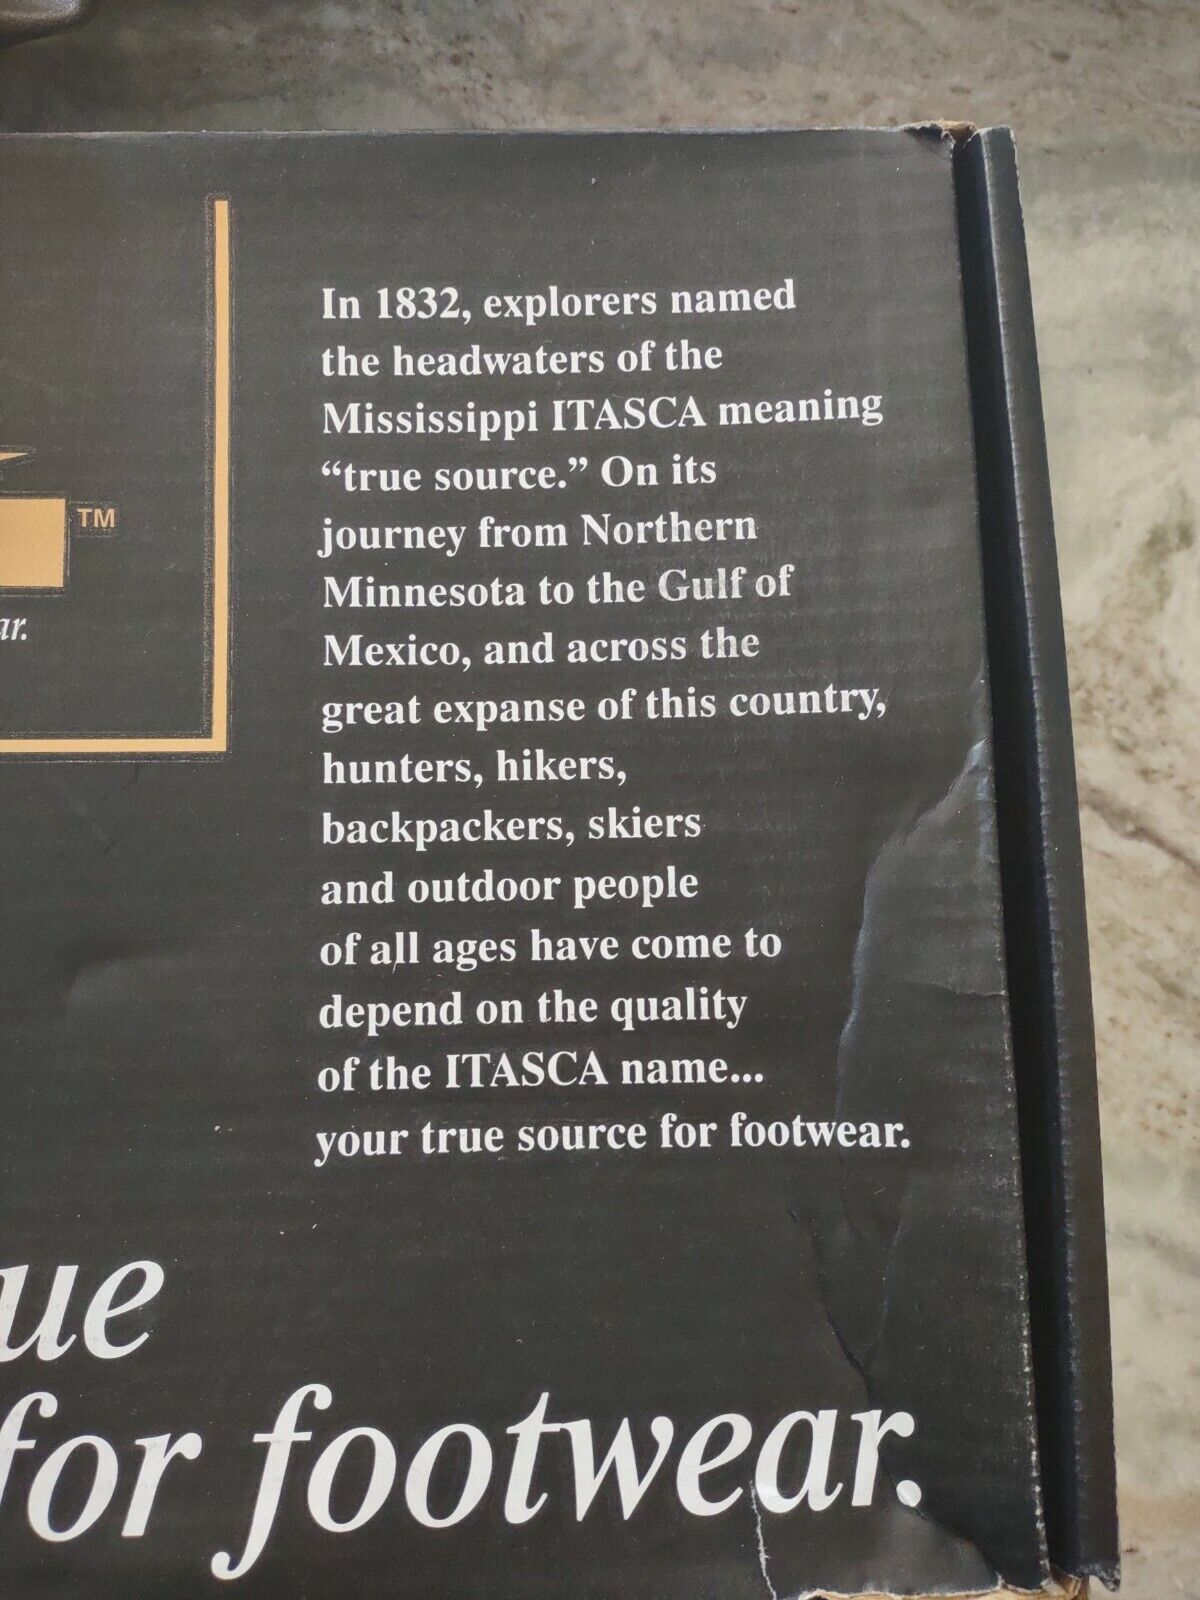 In 1832, explorers named
the headwaters of the
Mississippi ITASCA meaning
“true source.” On its
journey from Northern
Minnesota to the Gulf of
Mexico, and across the
great expanse of this country,
hunters, hikers,
backpackers, skiers
and outdoor people
of all ages have come to
depend on the quality
of the ITASCA name...
your true source for footwear.
TM
ar.
ue
for footwear.